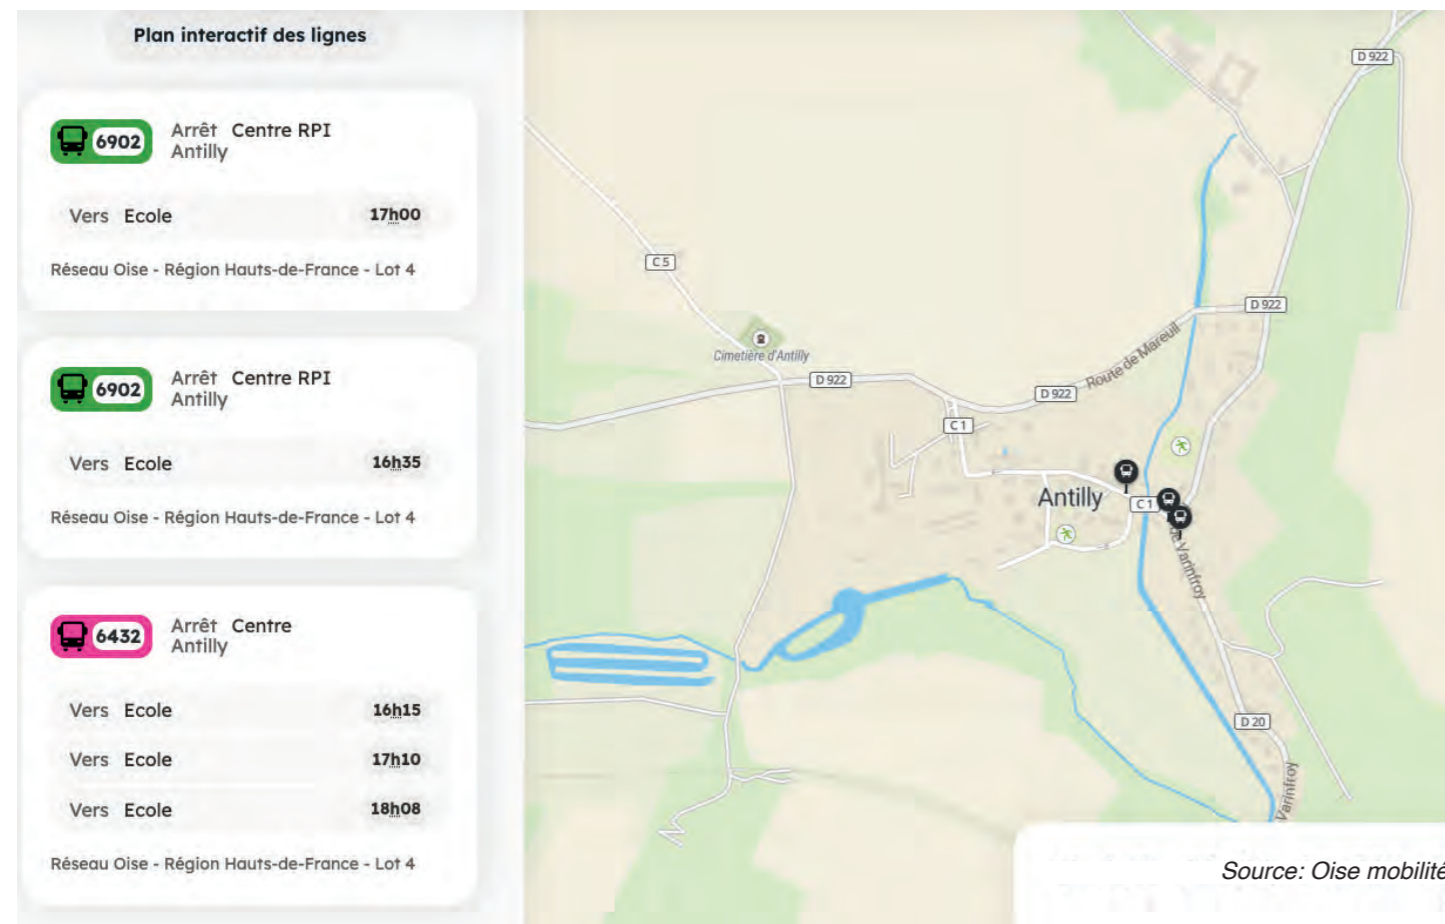 Plan interactif des lignes
6902
Arrêt Centre RPI
Antilly
Vers Ecole 17h00
Réseau Oise - Région Hauts-de-France - Lot 4
6902
Arrêt Centre RPI
Antilly
Vers Ecole 16h35
Réseau Oise - Région Hauts-de-France - Lot 4
6432
Arrêt Centre
Antilly
Vers Ecole 16h15
Vers Ecole 17h10
Vers Ecole 18h08
Réseau Oise - Région Hauts-de-France - Lot 4
D 922
C 5
D 922
Cimetière d'Antilly
Route de Mareuil
D 922
D 922
C 1
Antilly
C 1
de Varinfroy
D 20
Varinfroy
Source: Oise mobilité